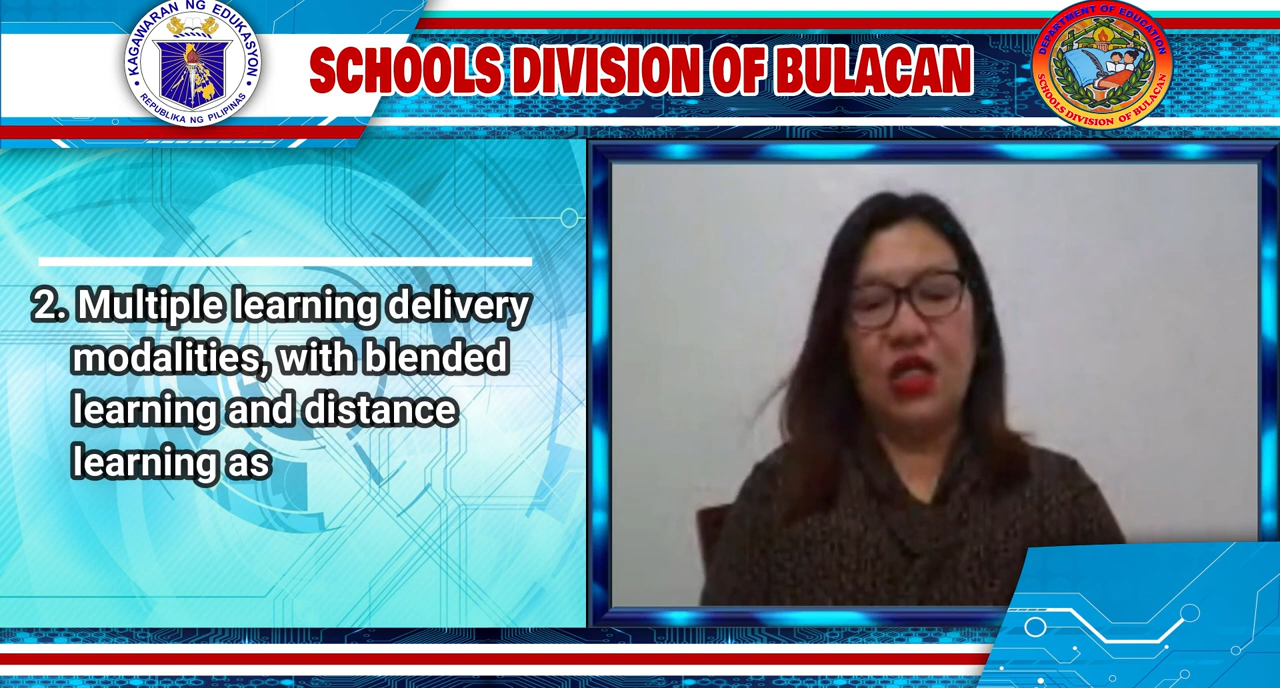 KAGAWARAN NG EDUKASYON
REPUBLIKA NG PILIPINAS
SCHOOLS DIVISION OF BULACAN
DEPARTMENT OF EDUCATION
SCHOOLS DIVISION OF BULACAN
2. Multiple learning delivery
modalities, with blended
learning and distance
learning as